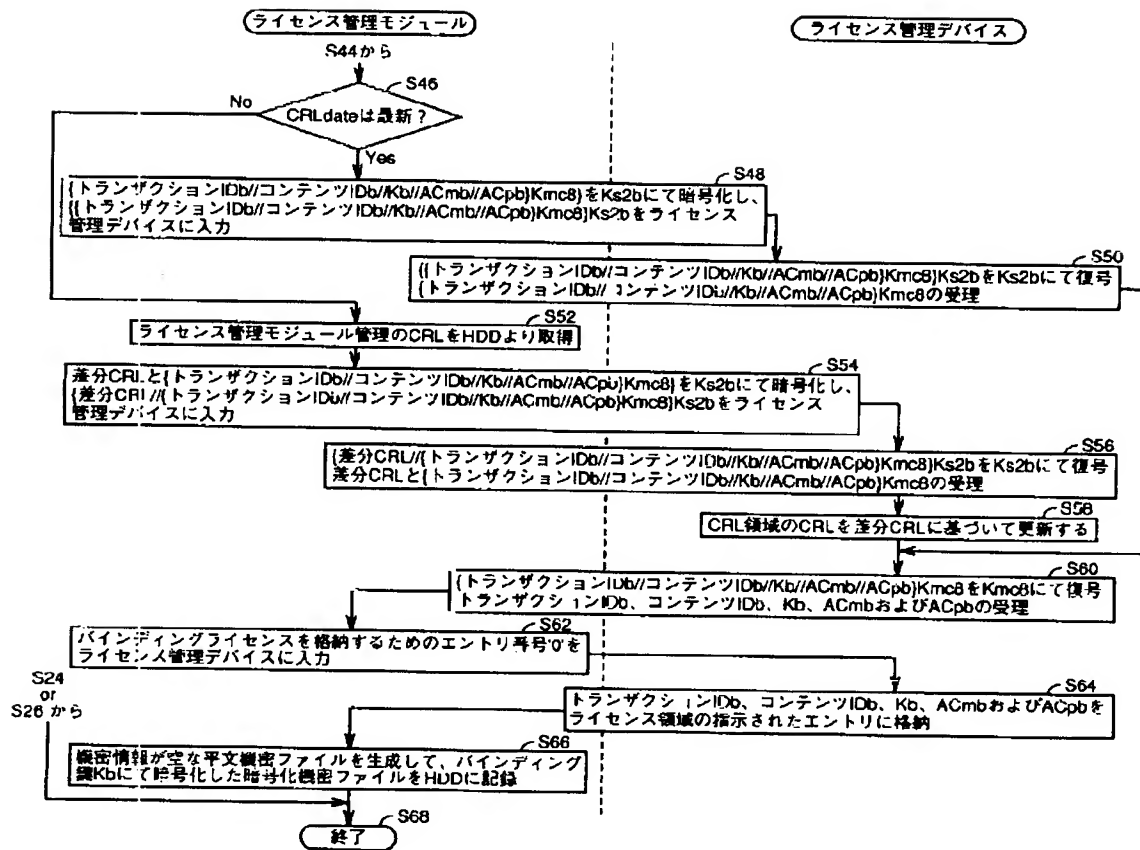 ライセンス管理モジュール
ライセンス管理デバイス
S44から
S46
No
CRLdateは最新？
Yes
S48
{トランザクションIDb//コンテンツIDb//Kb//ACmb//ACpb}Kmc8}をKs2bにて暗号化し、
{{トランザクションIDb//コンテンツIDb//Kb//ACmb//ACpb}Kmc8}Ks2bをライセンス
管理デバイスに入力
S50
{{トランザクションIDb//コンテンツIDb//Kb//ACmb//ACpb}Kmc8}Ks2bをKs2bにて復号
{トランザクションIDb//コンテンツIDb//Kb//ACmb//ACpb}Kmc8の受理
S52
ライセンス管理モジュール管理のCRLをHDDより取得
S54
差分CRLと{トランザクションIDb//コンテンツIDb//Kb//ACmb//ACpb}Kmc8}をKs2bにて暗号化し、
{差分CRL//{トランザクションIDb//コンテンツIDb//Kb//ACmb//ACpb}Kmc8}Ks2bをライセンス
管理デバイスに入力
S56
{差分CRL//{トランザクションIDb//コンテンツIDb//Kb//ACmb//ACpb}Kmc8}Ks2bをKs2bにて復号
差分CRLと{トランザクションIDb//コンテンツIDb//Kb//ACmb//ACpb}Kmc8の受理
S58
CRL領域のCRLを差分CRLに基づいて更新する
S60
{トランザクションIDb//コンテンツIDb//Kb//ACmb//ACpb}Kmc8をKmc8にて復号
トランザクションIDb、コンテンツIDb、Kb、ACmbおよびACpbの受理
S62
バインディングライセンスを格納するためのエントリ番号'0'を
ライセンス管理デバイスに入力
S64
トランザクションIDb、コンテンツIDb、Kb、ACmbおよびACpbを
ライセンス領域の指示されたエントリに格納
S24
or
S26から
S66
機密情報が空な平文機密ファイルを生成して、バインディング
鍵Kbにて暗号化した暗号化機密ファイルをHDDに記録
S68
終了